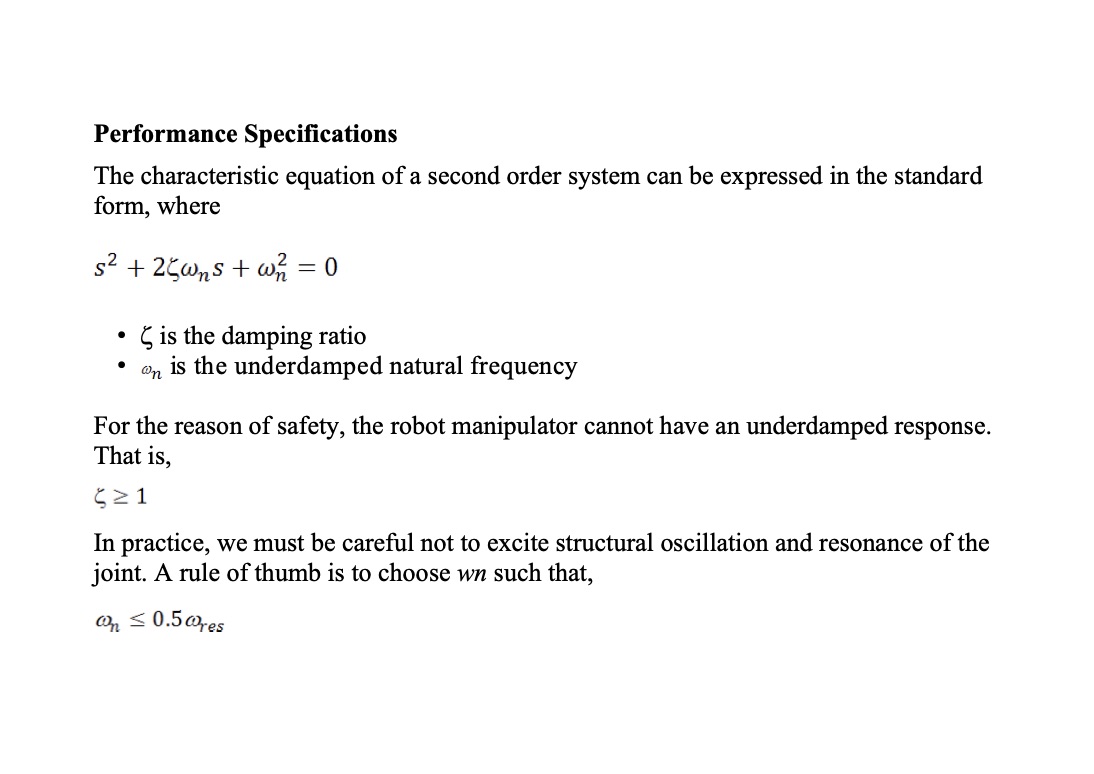 Performance Specifications
The characteristic equation of a second order system can be expressed in the standard
form, where
s² + 2ζωₙs + ωₙ² = 0
• ζ is the damping ratio
• ωₙ is the underdamped natural frequency
For the reason of safety, the robot manipulator cannot have an underdamped response.
That is,
ζ ≥ 1
In practice, we must be careful not to excite structural oscillation and resonance of the
joint. A rule of thumb is to choose wn such that,
ωₙ ≤ 0.5ωres